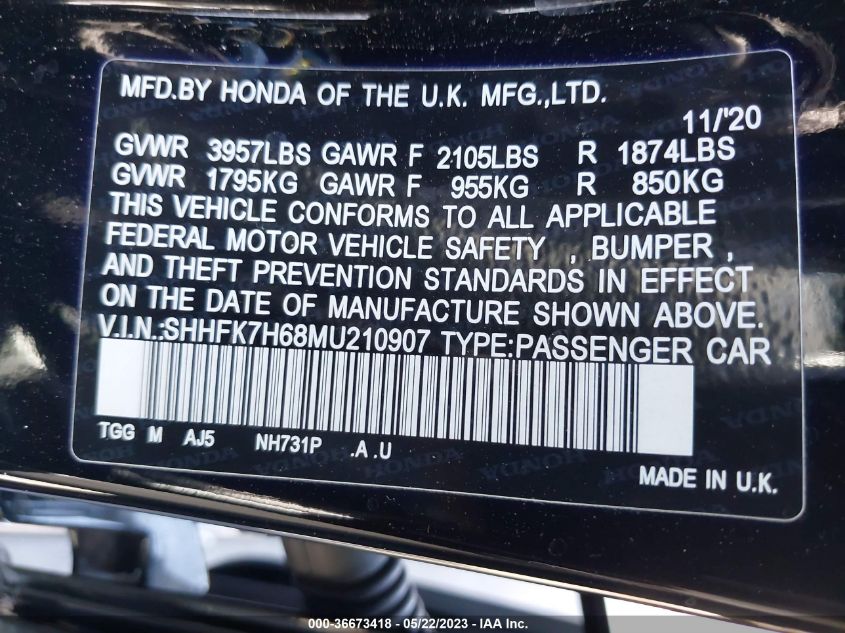 MFD.BY HONDA OF THE U.K. MFG.,LTD.
11/'20
GVWR 3957LBS GAWR F 2105LBS R 1874LBS
GVWR 1795KG GAWR F 955KG R 850KG
THIS VEHICLE CONFORMS TO ALL APPLICABLE
FEDERAL MOTOR VEHICLE SAFETY , BUMPER ,
AND THEFT PREVENTION STANDARDS IN EFFECT
ON THE DATE OF MANUFACTURE SHOWN ABOVE.
V.I.N.:SHHFK7H68MU210907 TYPE:PASSENGER CAR
TGG M AJ5 NH731P .A .U
MADE IN U.K.
000-36673418 - 05/22/2023 - IAA Inc.